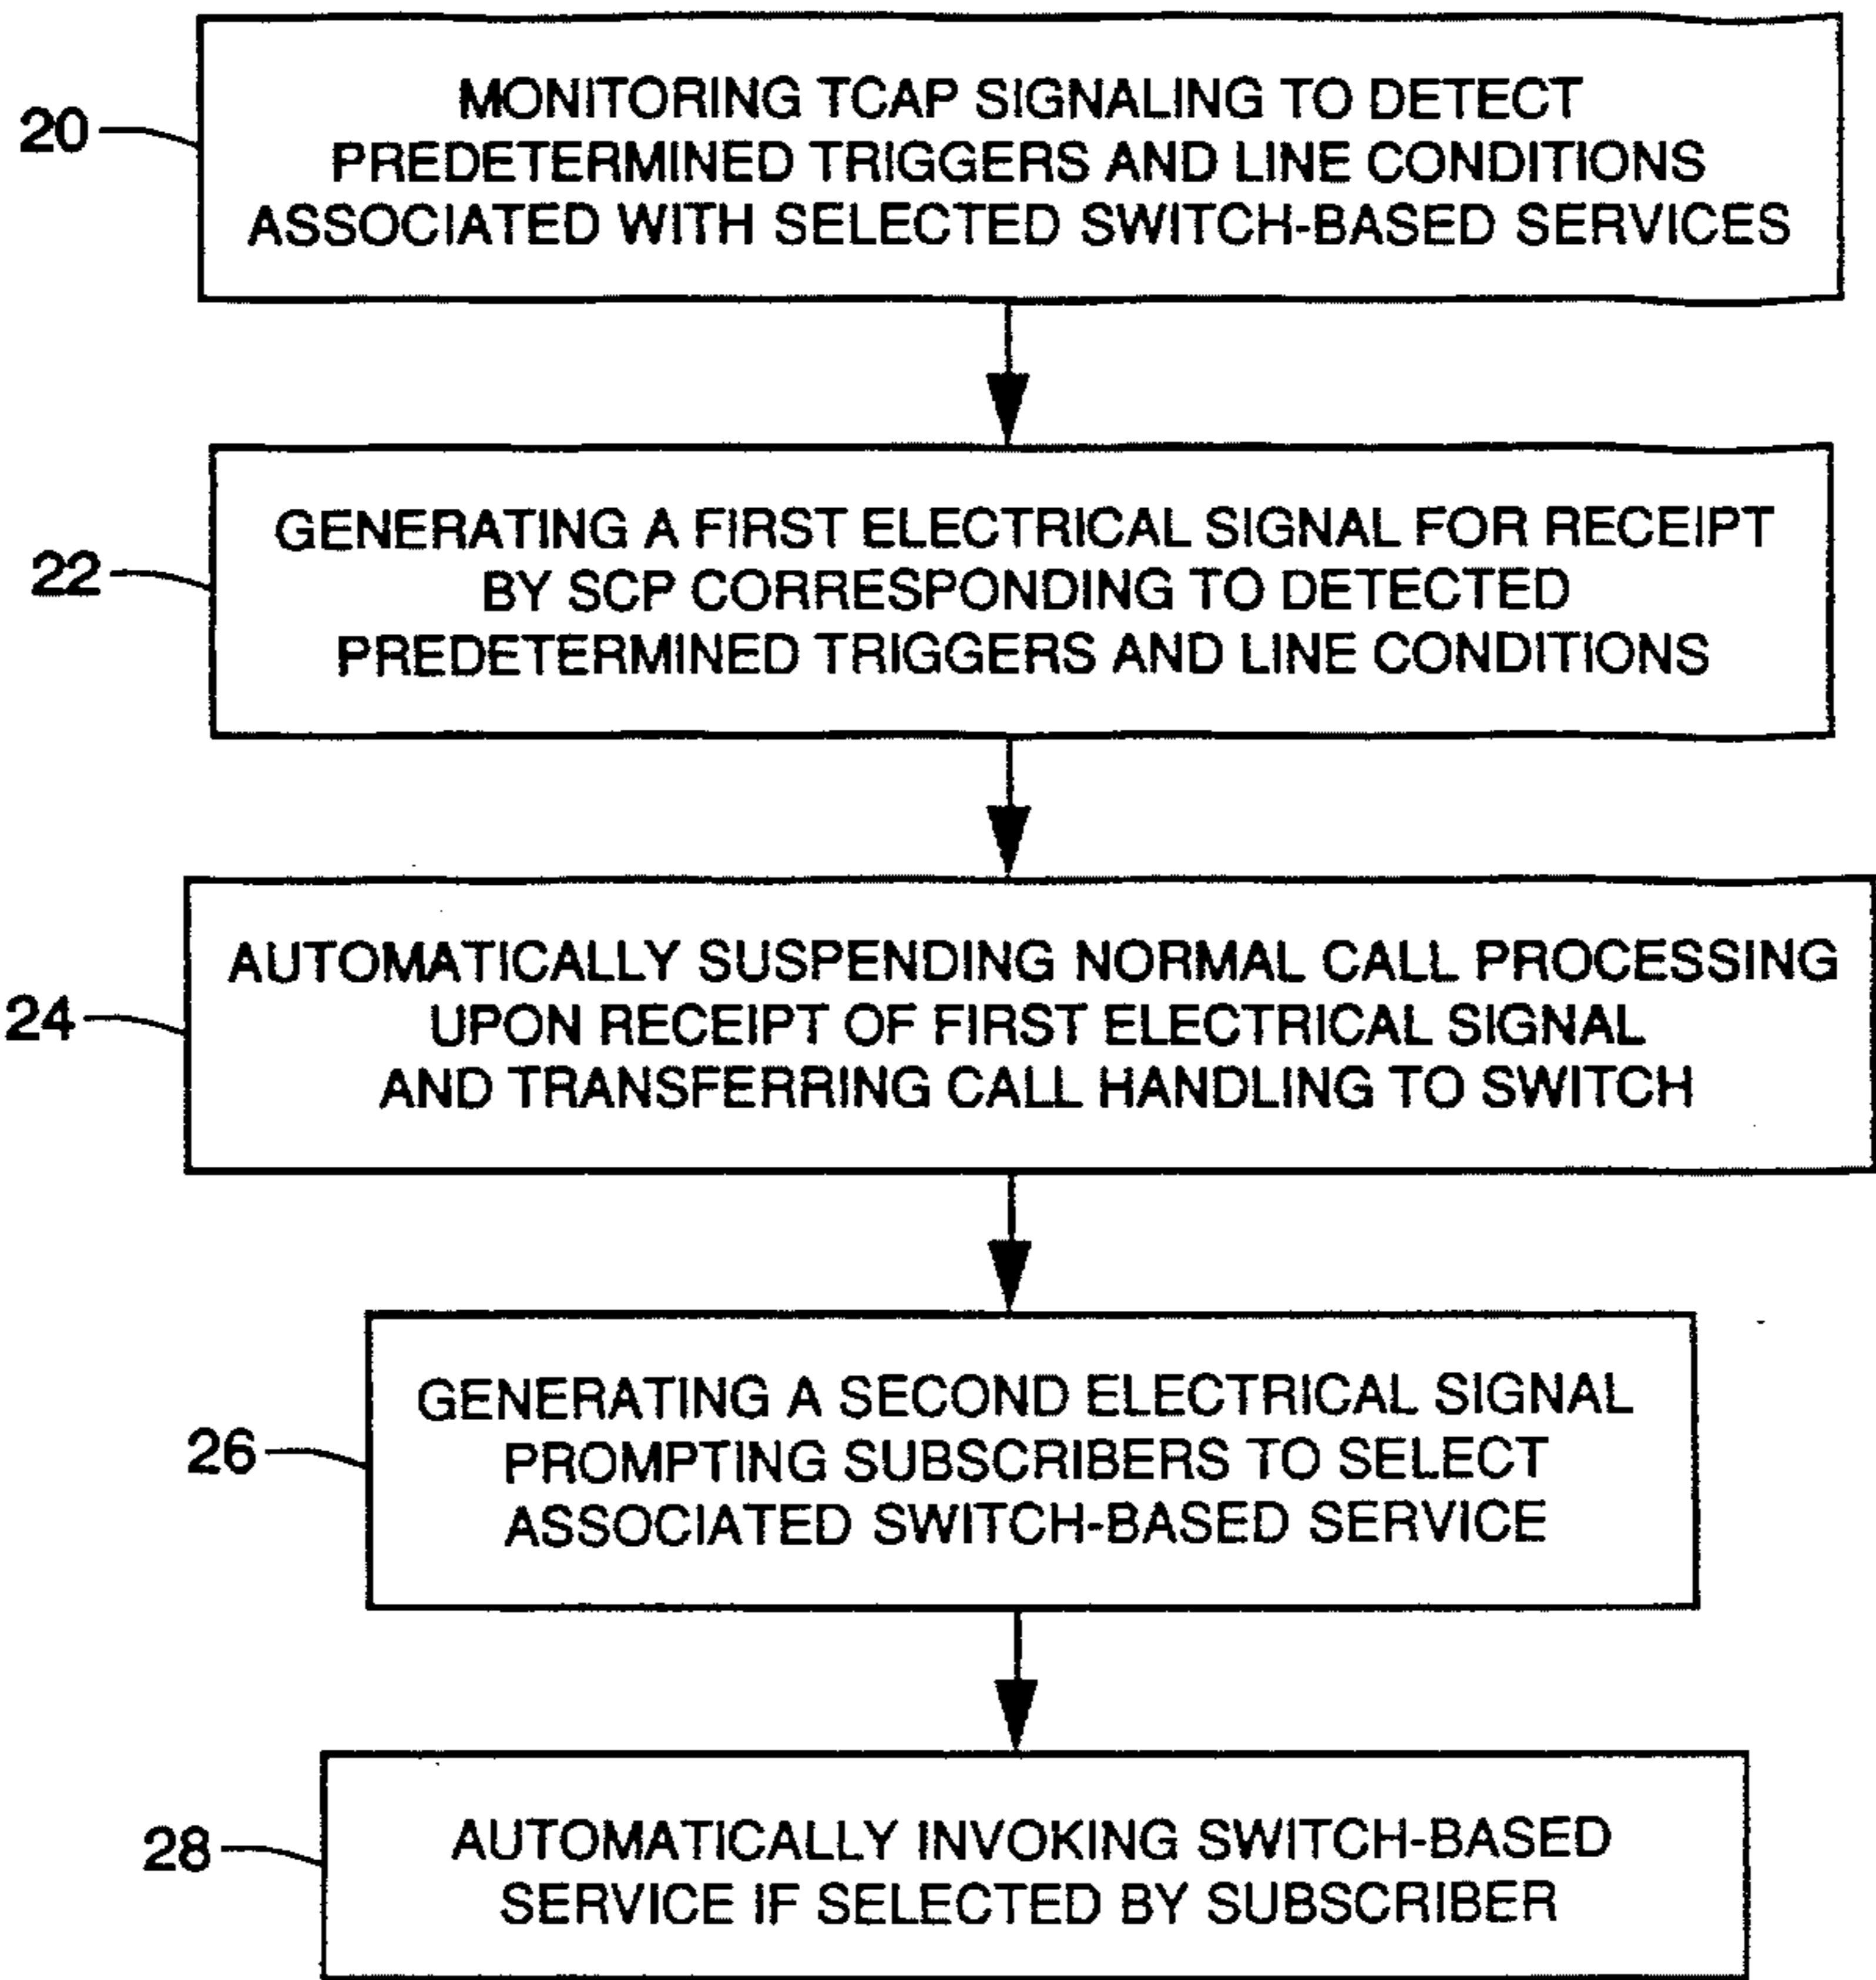 20
MONITORING TCAP SIGNALING TO DETECT
PREDETERMINED TRIGGERS AND LINE CONDITIONS
ASSOCIATED WITH SELECTED SWITCH-BASED SERVICES
22
GENERATING A FIRST ELECTRICAL SIGNAL FOR RECEIPT
BY SCP CORRESPONDING TO DETECTED
PREDETERMINED TRIGGERS AND LINE CONDITIONS
24
AUTOMATICALLY SUSPENDING NORMAL CALL PROCESSING
UPON RECEIPT OF FIRST ELECTRICAL SIGNAL
AND TRANSFERRING CALL HANDLING TO SWITCH
26
GENERATING A SECOND ELECTRICAL SIGNAL
PROMPTING SUBSCRIBERS TO SELECT
ASSOCIATED SWITCH-BASED SERVICE
28
AUTOMATICALLY INVOKING SWITCH-BASED
SERVICE IF SELECTED BY SUBSCRIBER